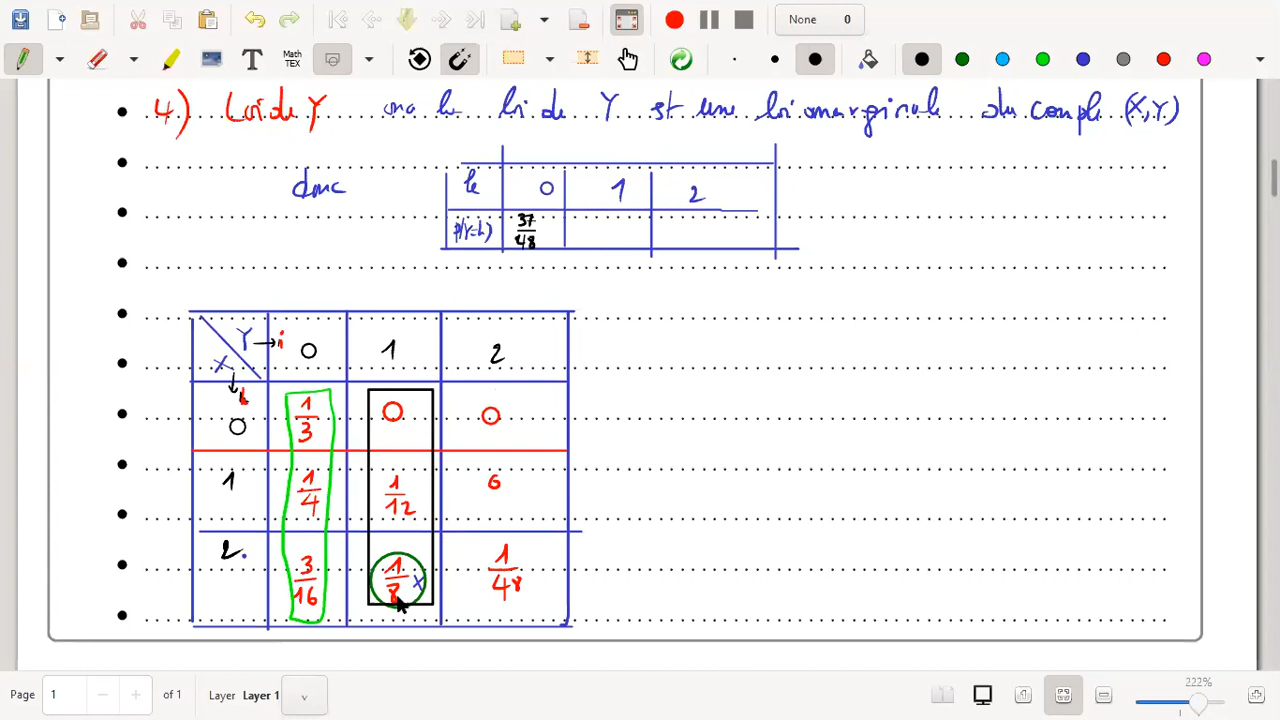 None 0
T Math TEX
4) Loi de Y ona la loi de Y est une loi marginale du couple (X,Y)
donc k 0 1 2
P(Y=k) 37/48
Y → i 0 1 2
X ↓ k
0 1/3 0 0
1 1/4 1/12 0
2 3/16 1/8 x 1/48
Page 1 of 1 Layer Layer 1 222%